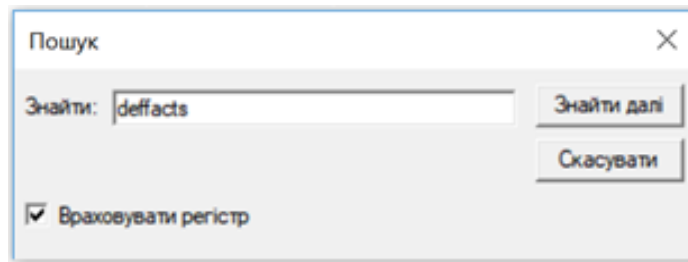 Пошук
Знайти: deffacts Знайти далі
Скасувати
Враховувати регістр